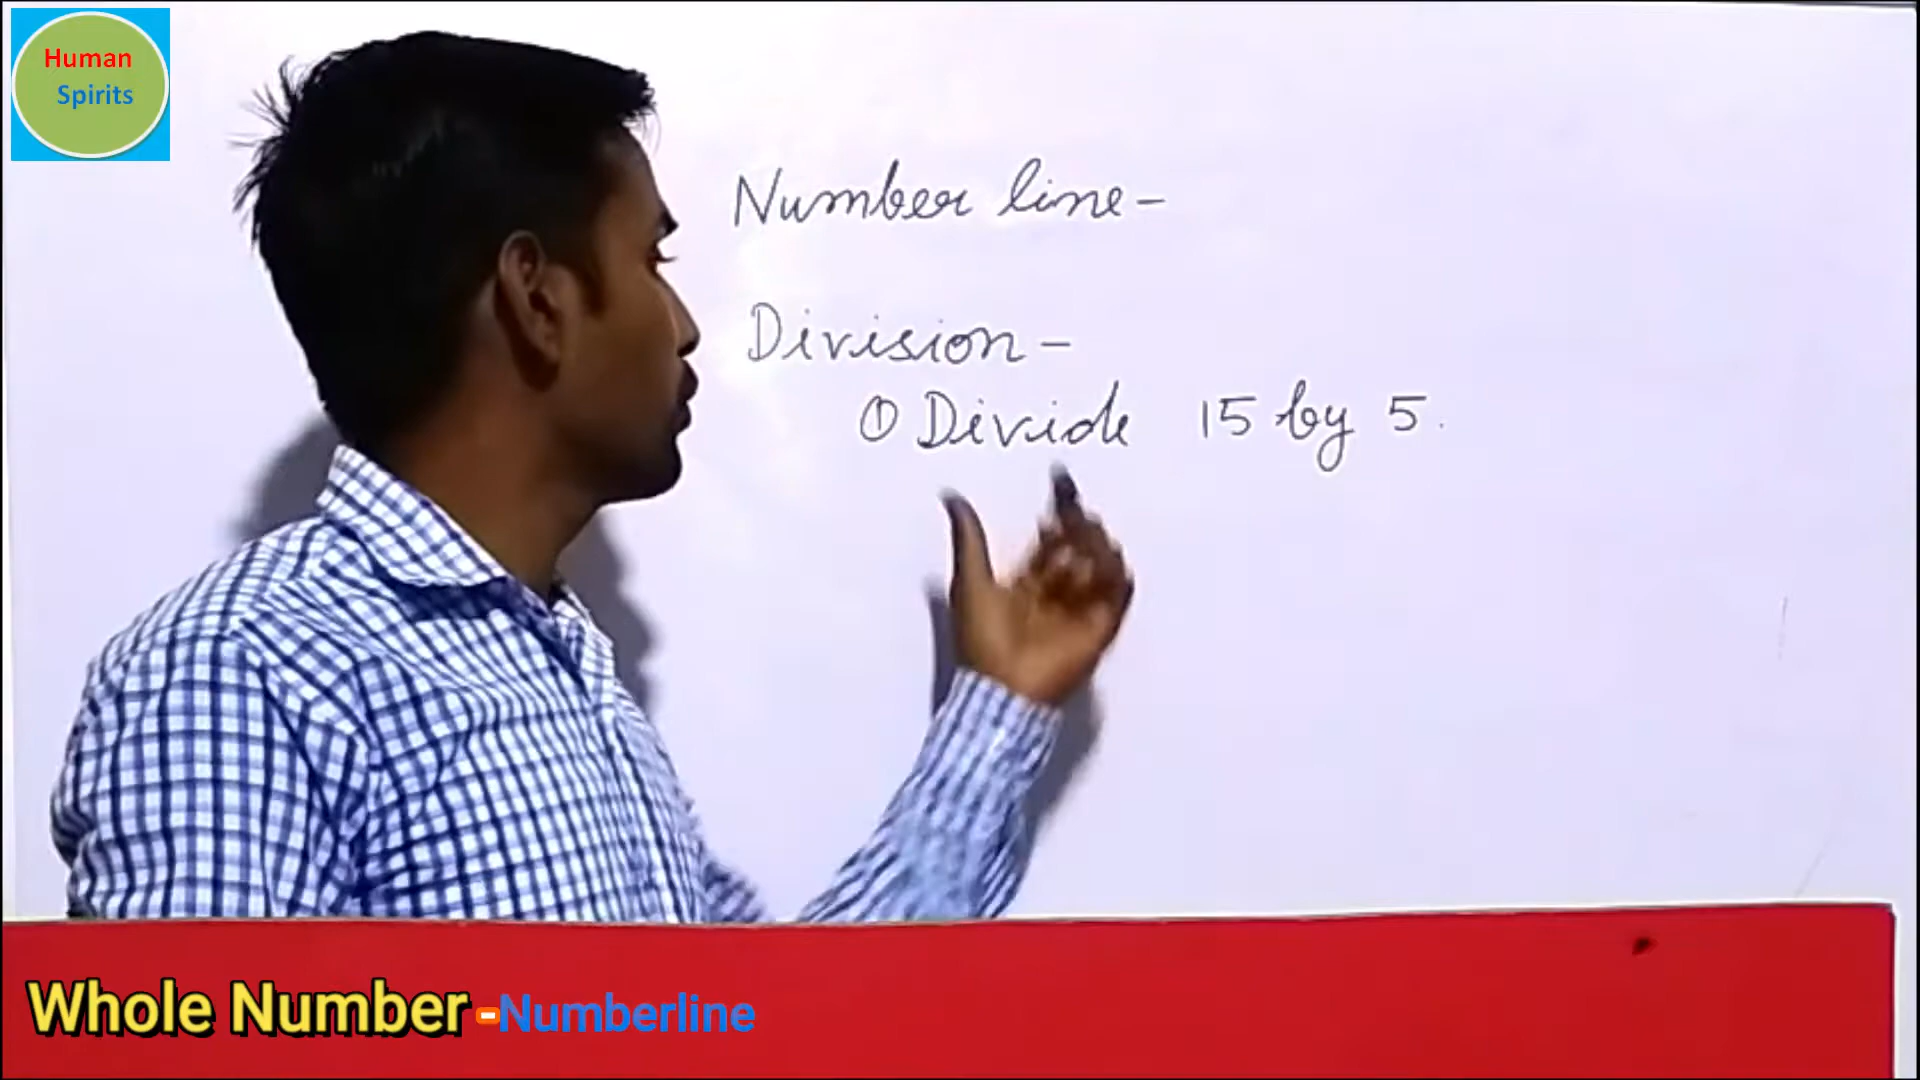 Human
Spirits
Number line-
Division-
① Divide 15 by 5.
Whole Number -Numberline